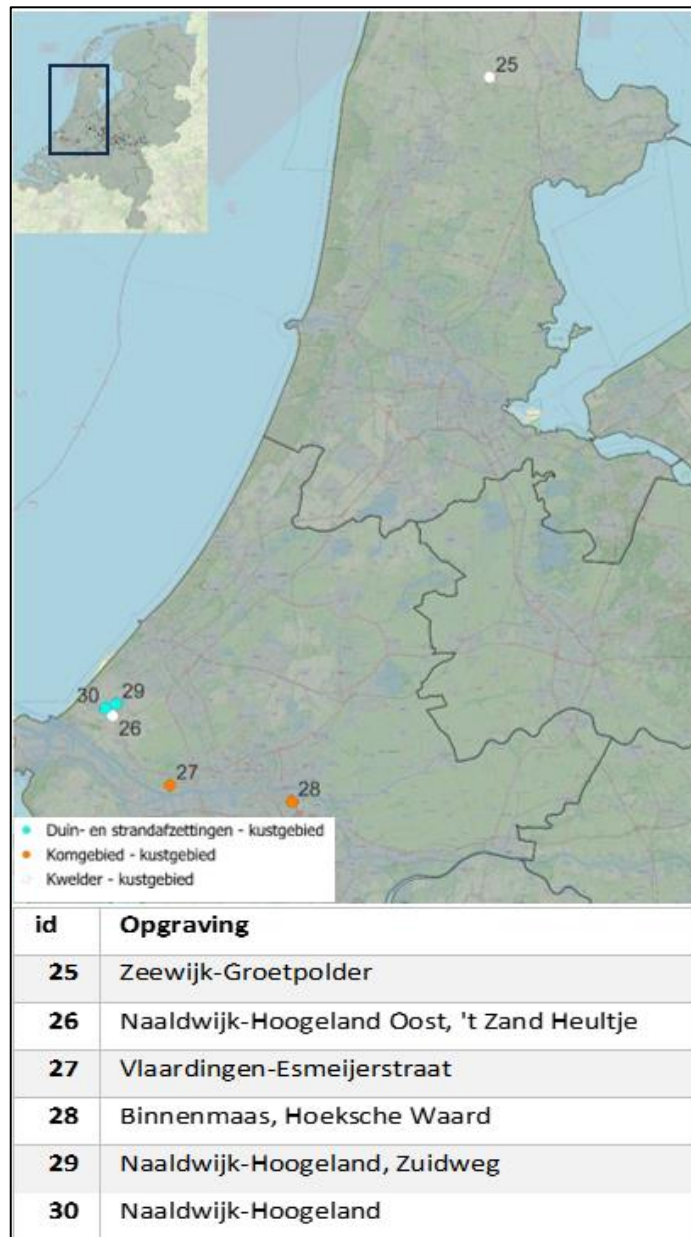 25
30
29
26
27
28
Duin- en strandafzettingen - kustgebied
Komgebied - kustgebied
Kwelder - kustgebied
id Opgraving
25 Zeewijk-Groetpolder
26 Naaldwijk-Hoogeland Oost, 't Zand Heultje
27 Vlaardingen-Esmeijerstraat
28 Binnenmaas, Hoeksche Waard
29 Naaldwijk-Hoogeland, Zuidweg
30 Naaldwijk-Hoogeland